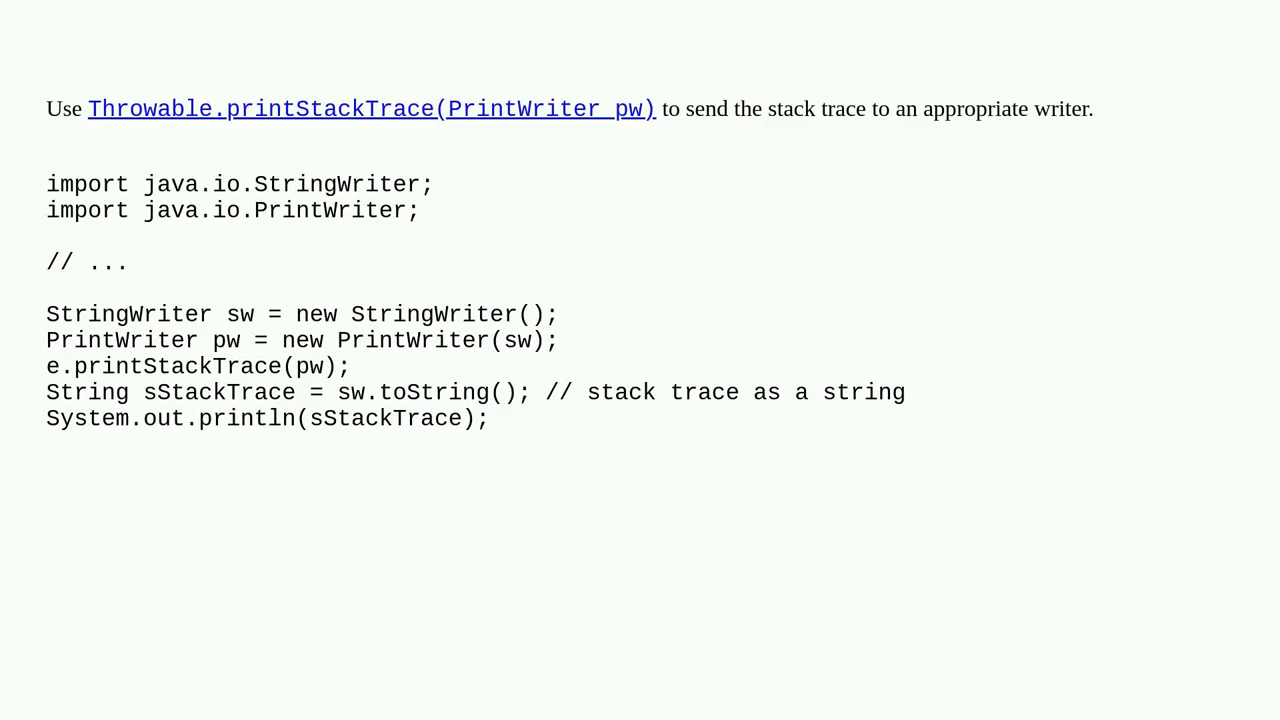 Use Throwable.printStackTrace(PrintWriter pw) to send the stack trace to an appropriate writer.
import java.io.StringWriter;
import java.io.PrintWriter;
// ...
StringWriter sw = new StringWriter();
PrintWriter pw = new PrintWriter(sw);
e.printStackTrace(pw);
String sStackTrace = sw.toString(); // stack trace as a string
System.out.println(sStackTrace);